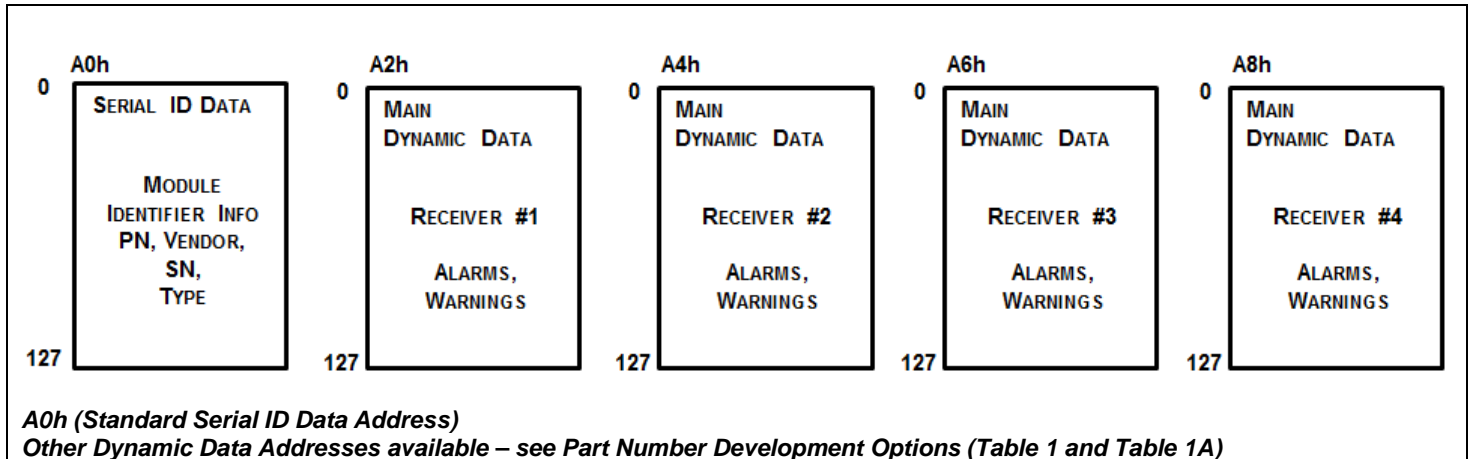 A0h
0
SERIAL ID DATA
MODULE
IDENTIFIER INFO
PN, VENDOR,
SN,
TYPE
127
A2h
0
MAIN
DYNAMIC DATA
RECEIVER #1
ALARMS,
WARNINGS
127
A4h
0
MAIN
DYNAMIC DATA
RECEIVER #2
ALARMS,
WARNINGS
127
A6h
0
MAIN
DYNAMIC DATA
RECEIVER #3
ALARMS,
WARNINGS
127
A8h
0
MAIN
DYNAMIC DATA
RECEIVER #4
ALARMS,
WARNINGS
127
A0h (Standard Serial ID Data Address)
Other Dynamic Data Addresses available – see Part Number Development Options (Table 1 and Table 1A)